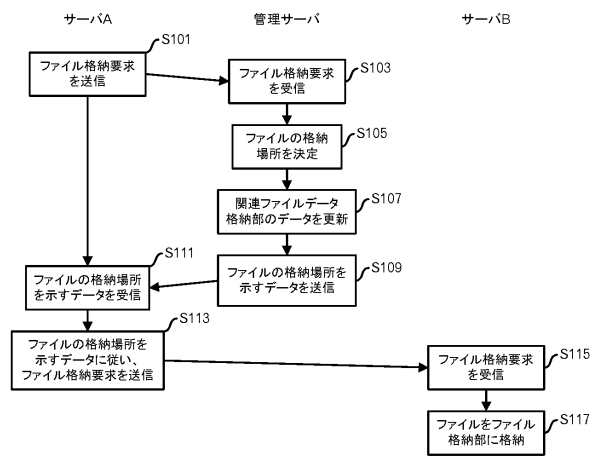 サーバA
管理サーバ
サーバB
S101
ファイル格納要求
を送信
S103
ファイル格納要求
を受信
S105
ファイルの格納
場所を決定
S107
関連ファイルデータ
格納部のデータを更新
S109
ファイルの格納場所を
示すデータを送信
S111
ファイルの格納場所
を示すデータを受信
S113
ファイルの格納場所を
示すデータに従い、
ファイル格納要求を送信
S115
ファイル格納要求
を受信
S117
ファイルをファイル
格納部に格納